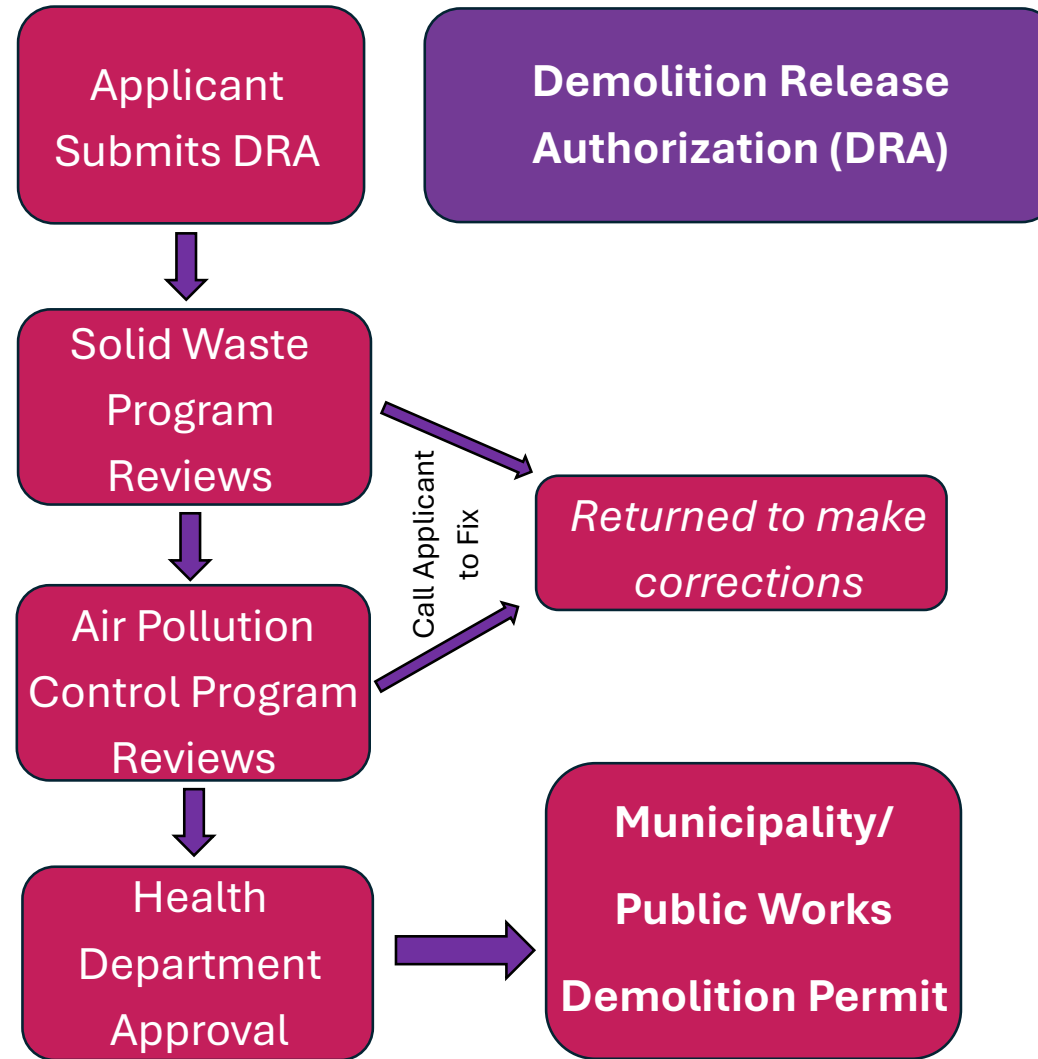 Applicant
Submits DRA
Demolition Release
Authorization (DRA)
Solid Waste
Program
Reviews
Call Applicant
to Fix
Returned to make
corrections
Air Pollution
Control Program
Reviews
Health
Department
Approval
Municipality/
Public Works
Demolition Permit